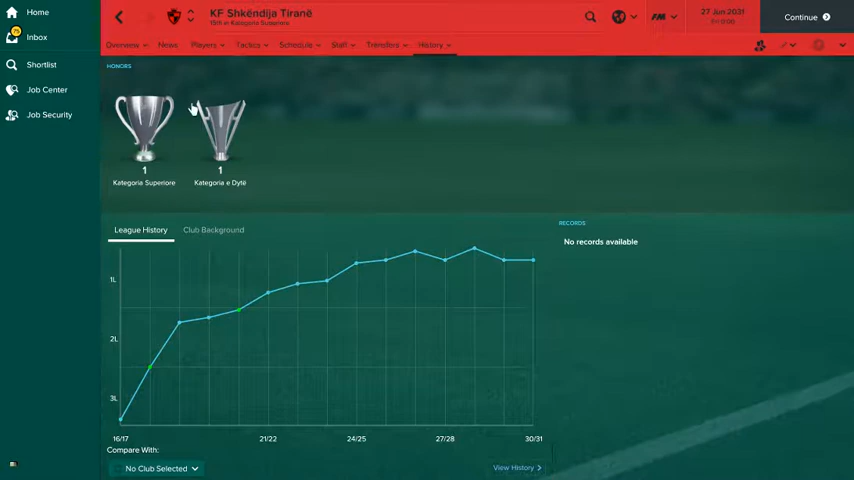 Home
75
Inbox
Shortlist
Job Center
Job Security
KF Shkëndija Tiranë
in Kategoria Superiore
27 Jun 2031
Continue
Overview
News
Players
Tactics
Schedule
Staff
Transfers
History
HONORS
1
Kategoria Superiore
1
Kategoria e Dytë
League History
Club Background
1L
2L
3L
16/17
21/22
24/25
27/28
30/31
Compare With:
No Club Selected
View History
RECORDS
No records available